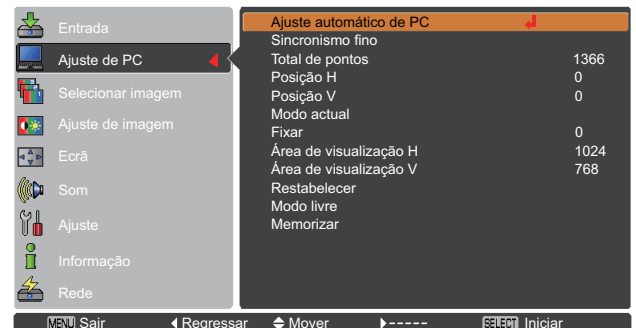 Entrada
Ajuste de PC
Selecionar imagem
Ajuste de imagem
Ecrã
Som
Ajuste
Informação
Rede
Ajuste automático de PC
Sincronismo fino
Total de pontos 1366
Posição H 0
Posição V 0
Modo actual
Fixar 0
Área de visualização H 1024
Área de visualização V 768
Restabelecer
Modo livre
Memorizar
MENU Sair Regressar Mover ----- SELECT Iniciar